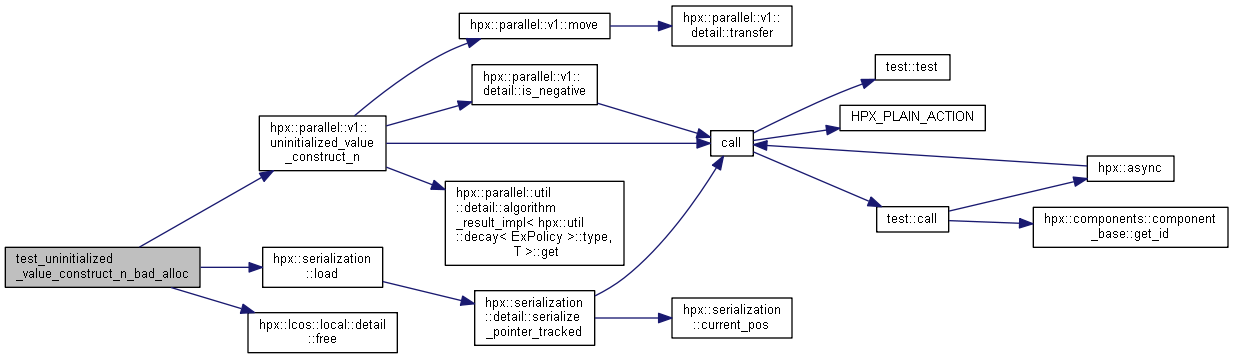 test_uninitialized
_value_construct_n_bad_alloc
hpx::parallel::v1::
uninitialized_value
_construct_n
hpx::serialization
::load
hpx::lcos::local::detail
::free
hpx::parallel::v1::move
hpx::parallel::v1::
detail::is_negative
hpx::parallel::util
::detail::algorithm
_result_impl< hpx::util
::decay< ExPolicy >::type,
T >::get
hpx::serialization
::detail::serialize
_pointer_tracked
hpx::parallel::v1::
detail::transfer
call
hpx::serialization
::current_pos
test::test
HPX_PLAIN_ACTION
test::call
hpx::async
hpx::components::component
_base::get_id